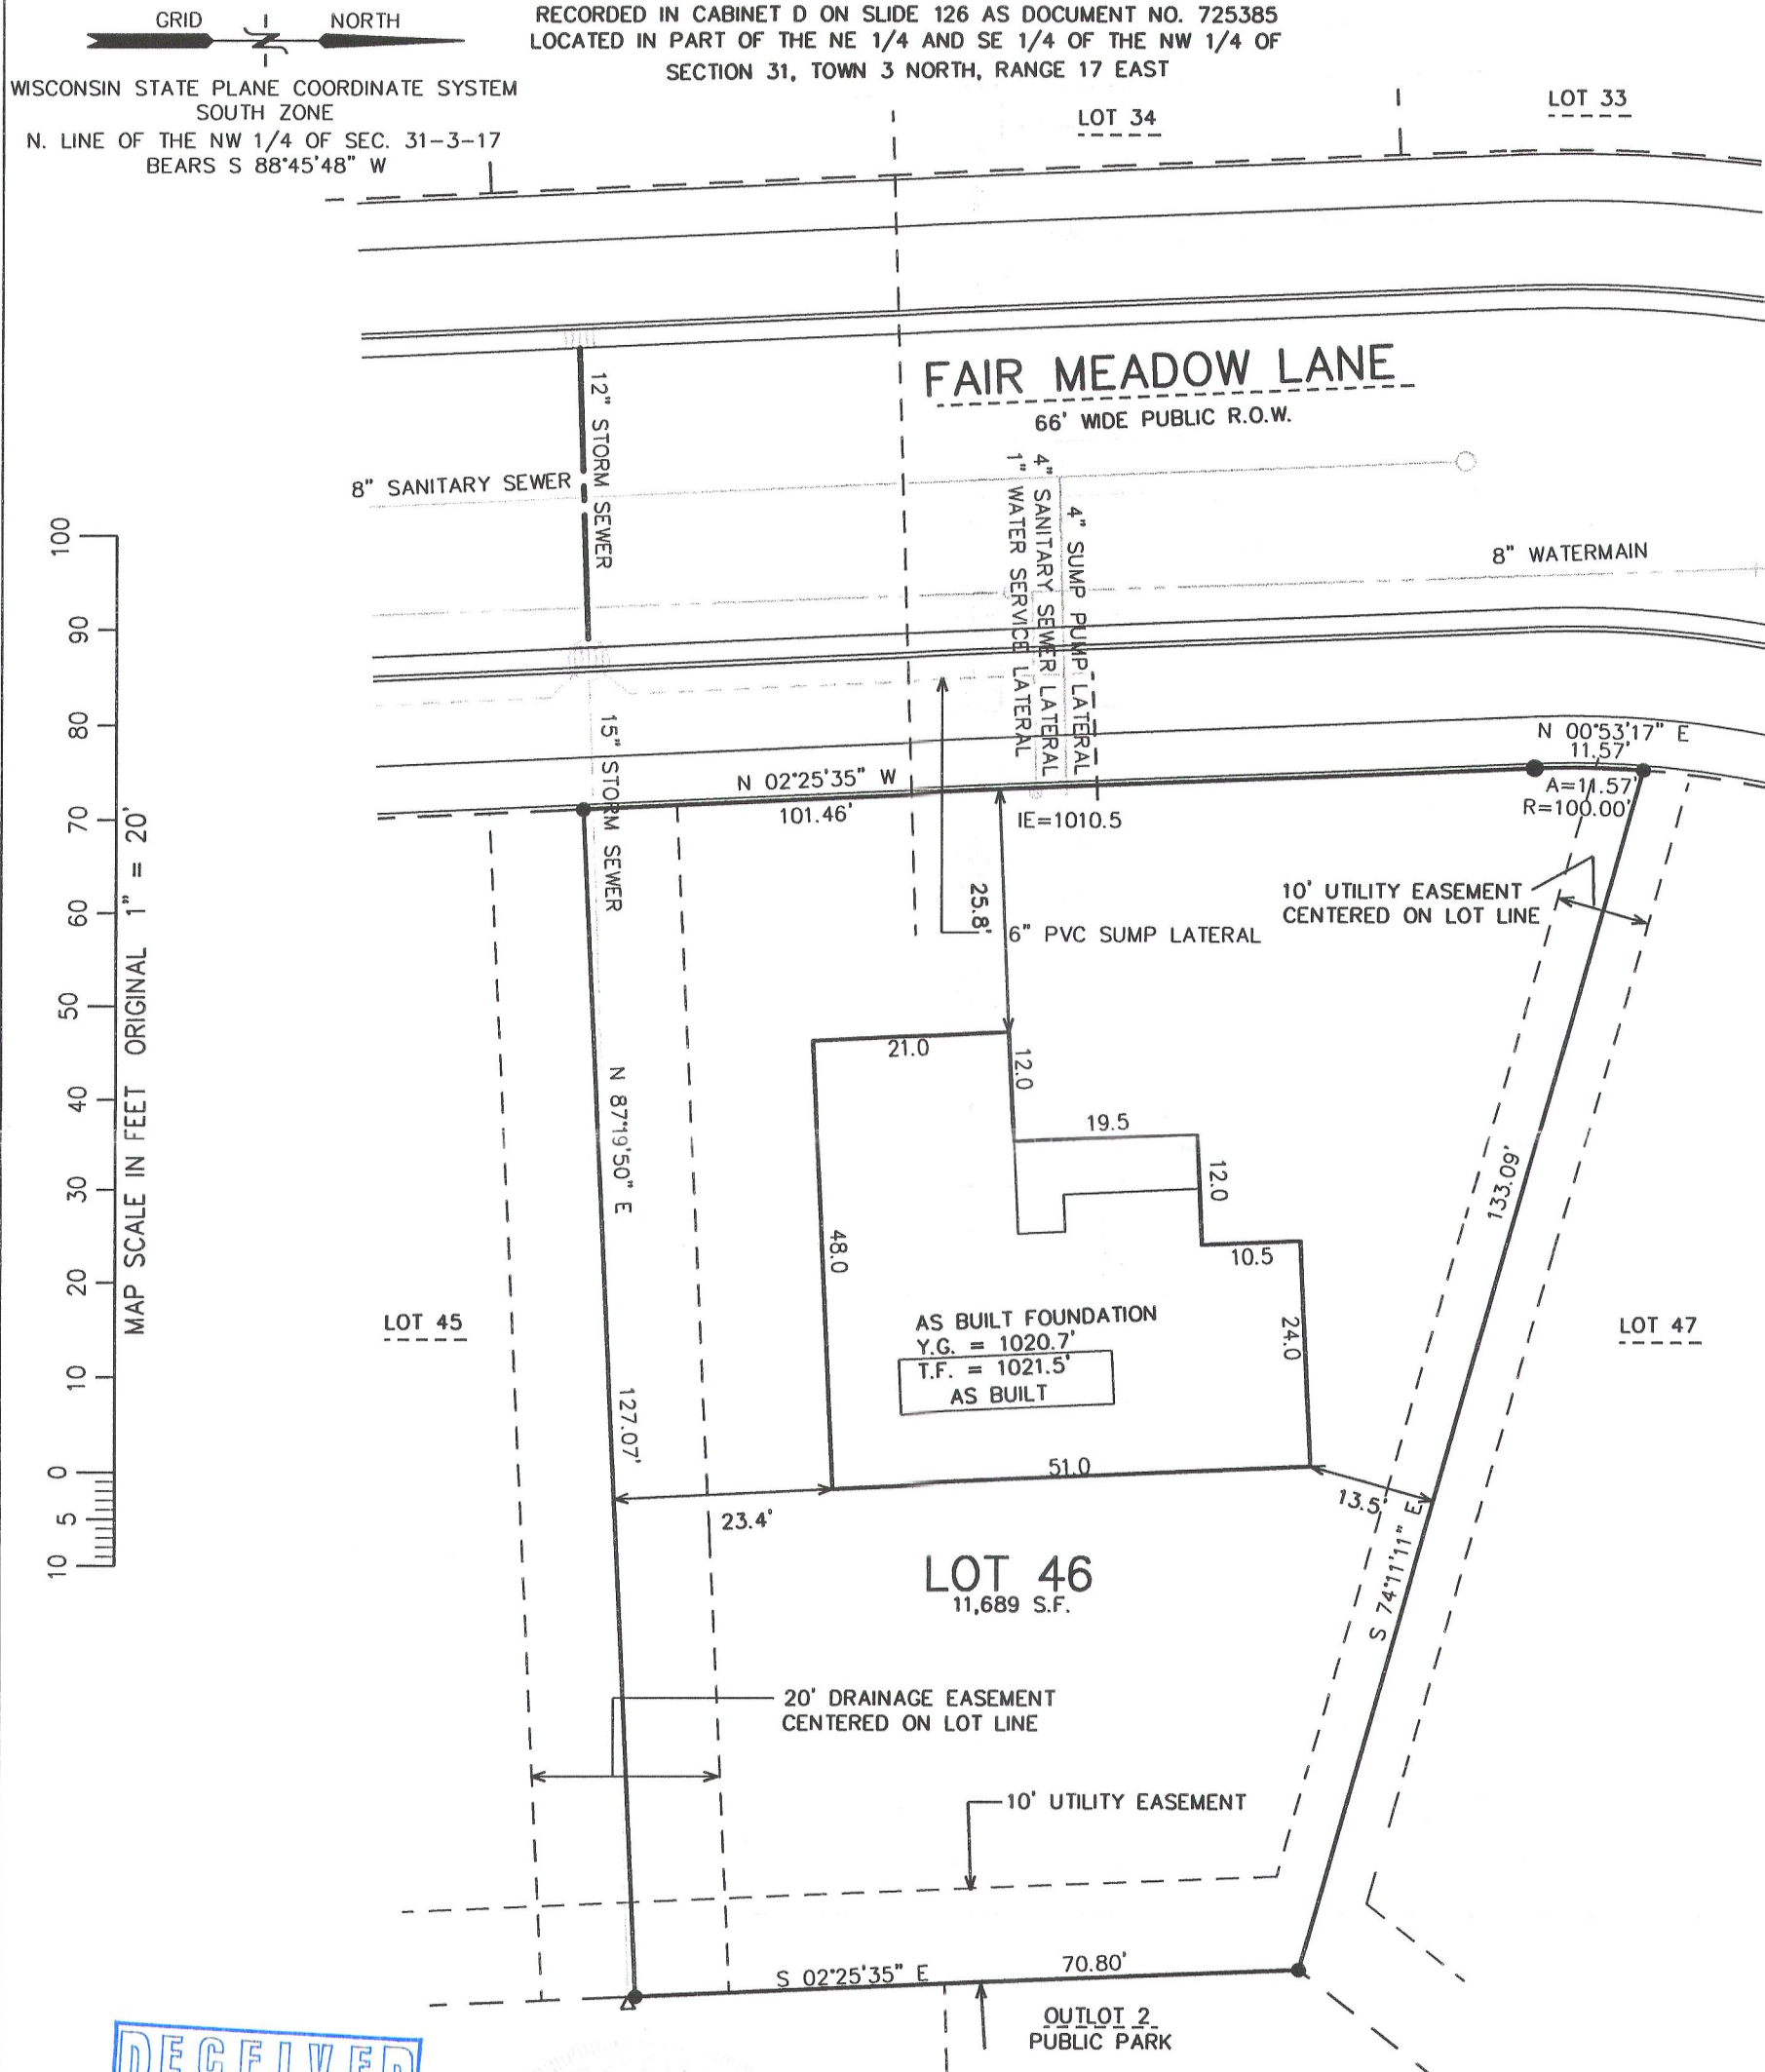 GRID NORTH
WISCONSIN STATE PLANE COORDINATE SYSTEM
SOUTH ZONE
N. LINE OF THE NW 1/4 OF SEC. 31-3-17
BEARS S 88°45'48" W
RECORDED IN CABINET D ON SLIDE 126 AS DOCUMENT NO. 725385
LOCATED IN PART OF THE NE 1/4 AND SE 1/4 OF THE NW 1/4 OF
SECTION 31, TOWN 3 NORTH, RANGE 17 EAST
LOT 34
LOT 33
FAIR MEADOW LANE
66' WIDE PUBLIC R.O.W.
12" STORM SEWER
8" SANITARY SEWER
1" WATER SERVICE LATERAL
4" SANITARY SEWER LATERAL
4" SUMP PUMP LATERAL
8" WATERMAIN
15" STORM SEWER
N 02°25'35" W
101.46'
IE=1010.5
N 00°53'17" E
11.57'
A=11.57'
R=100.00'
10' UTILITY EASEMENT
CENTERED ON LOT LINE
25.8'
6" PVC SUMP LATERAL
100
90
80
70
60
50
40
30
20
10
0
5
10
MAP SCALE IN FEET ORIGINAL 1" = 20'
21.0
12.0
19.5
12.0
10.5
24.0
48.0
51.0
N 87°19'50" E
127.07'
133.09'
S 74°11'11" E
LOT 45
LOT 47
AS BUILT FOUNDATION
Y.G. = 1020.7'
T.F. = 1021.5'
AS BUILT
23.4'
13.5'
LOT 46
11,689 S.F.
20' DRAINAGE EASEMENT
CENTERED ON LOT LINE
10' UTILITY EASEMENT
S 02°25'35" E
70.80'
OUTLOT 2
PUBLIC PARK
DECEIVED